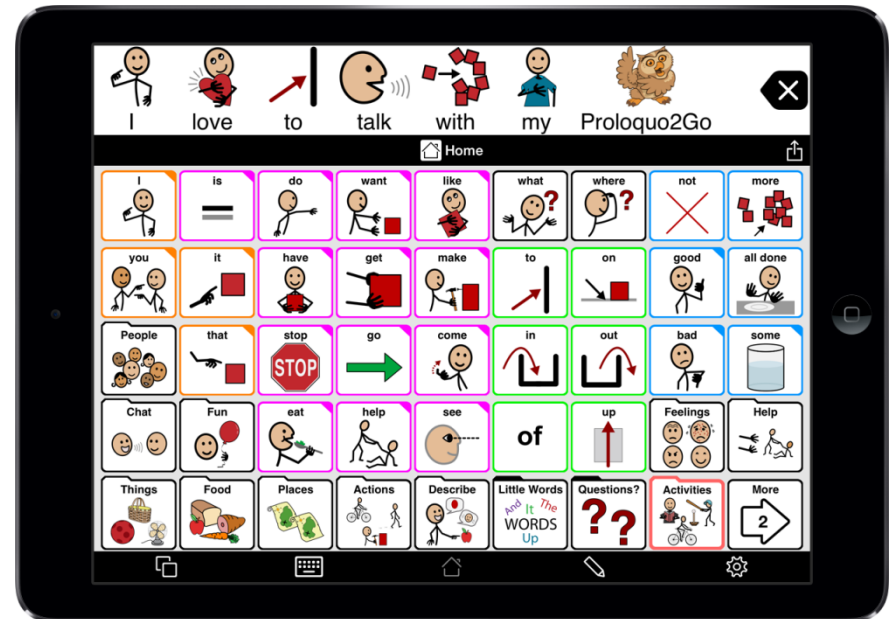 I love to talk with my Proloquo2Go
Home
I is do want like what where not more
you it have get make to on good all done
People that stop go come in out bad some
STOP
Chat Fun eat help see of up Feelings Help
Things Food Places Actions Describe Little Words Questions? Activities More
And It The
WORDS
Up
2